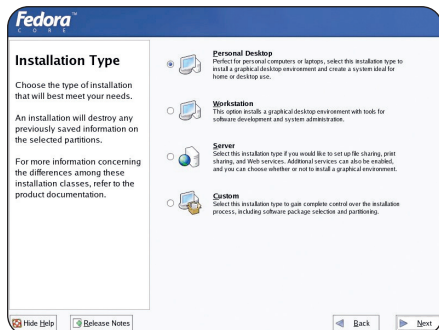 Fedora™
CORE
Installation Type
Choose the type of installation
that will best meet your needs.
An installation will destroy any
previously saved information on
the selected partitions.
For more information concerning
the differences among these
installation classes, refer to the
product documentation.
Personal Desktop
Perfect for personal computers or laptops, select this installation type to
install a graphical desktop environment and create a system ideal for
home or desktop use.
Workstation
This option installs a graphical desktop environment with tools for
software development and system administration.
Server
Select this installation type if you would like to set up file sharing, print
sharing, and Web services. Additional services can also be enabled,
and you can choose whether or not to install a graphical environment.
Custom
Select this installation type to gain complete control over the installation
process, including software package selection and partitioning.
Hide Help
Release Notes
Back
Next